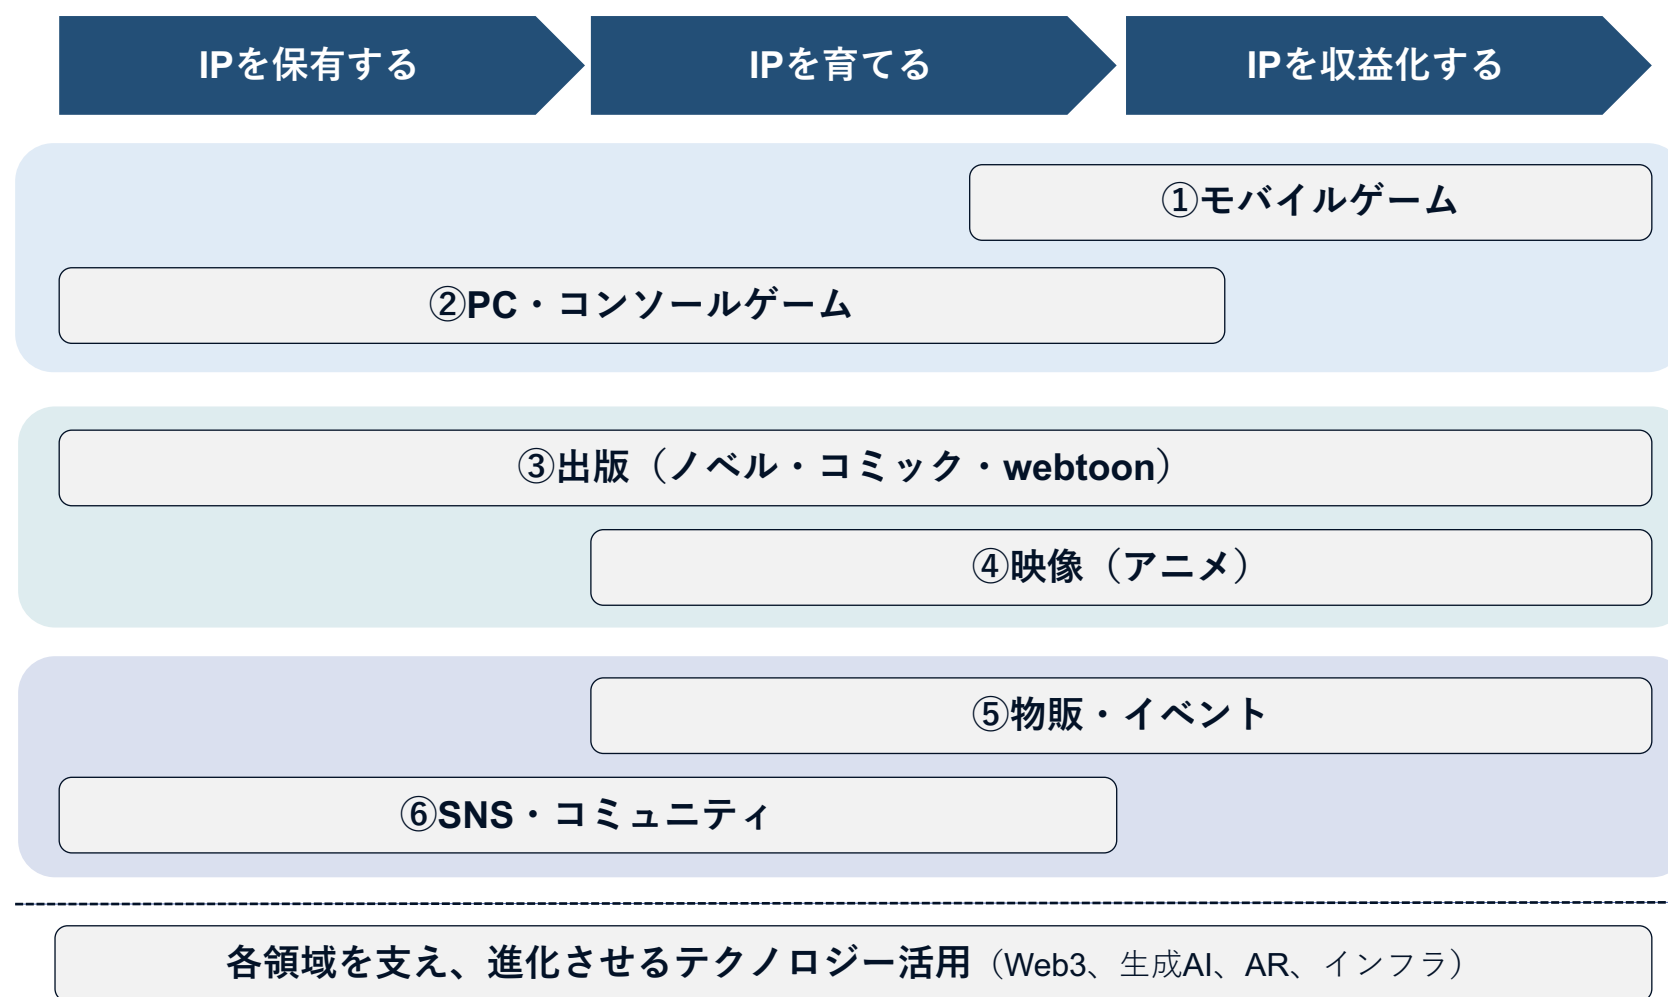 IPを保有する
IPを育てる
IPを収益化する
①モバイルゲーム
②PC・コンソールゲーム
③出版（ノベル・コミック・webtoon）
④映像（アニメ）
⑤物販・イベント
⑥SNS・コミュニティ
各領域を支え、進化させるテクノロジー活用（Web3、生成AI、AR、インフラ）